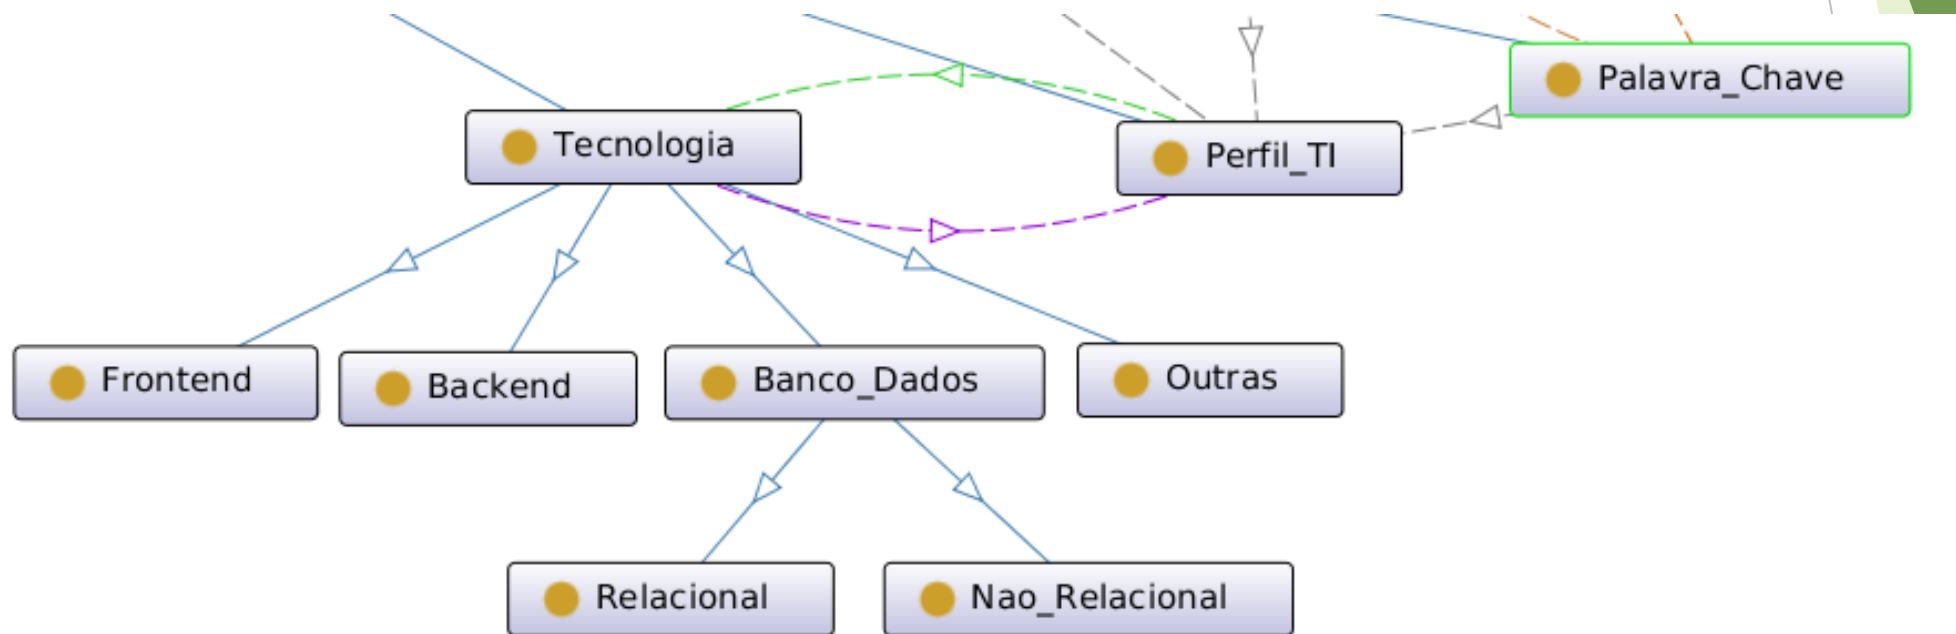 Palavra_Chave
Tecnologia
Perfil_TI
Frontend
Backend
Banco_Dados
Outras
Relacional
Nao_Relacional